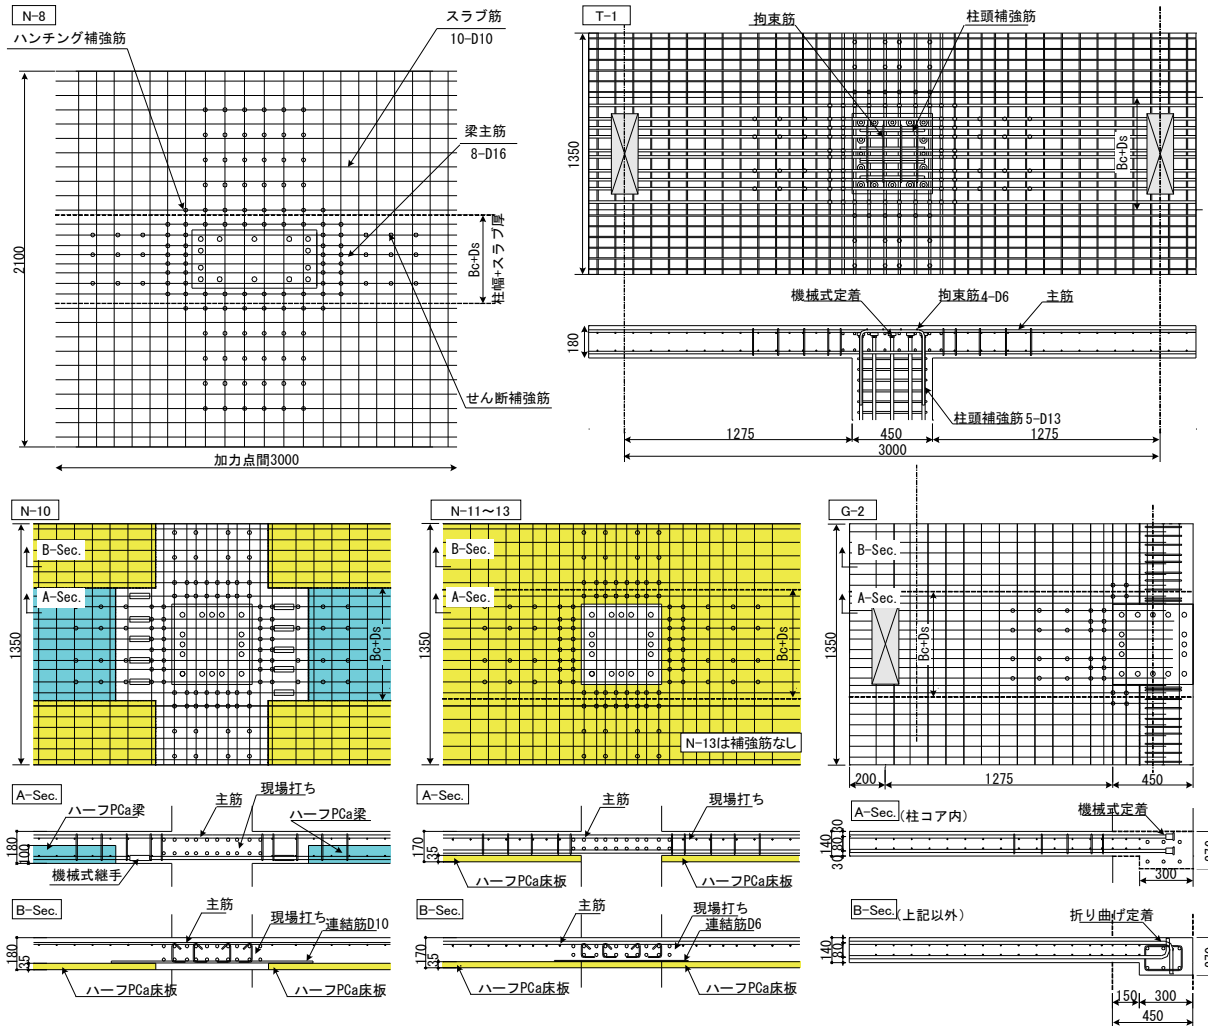 N-8
ハンチング補強筋
スラブ筋
10-D10
梁主筋
8-D16
2100
Bc+Ds
柱幅+スラブ厚
せん断補強筋
加力点間3000
T-1
拘束筋
柱頭補強筋
1350
Bc+Ds
機械式定着
拘束筋4-D6
主筋
180
柱頭補強筋5-D13
1275
450
1275
3000
N-10
B-Sec.
A-Sec.
1350
Bc+Ds
A-Sec.
ハーフPCa梁
主筋
現場打ち
ハーフPCa梁
180
100
機械式継手
B-Sec.
主筋
現場打ち
連結筋D10
180
35
ハーフPCa床板
ハーフPCa床板
N-11~13
B-Sec.
A-Sec.
1350
Bc+Ds
N-13は補強筋なし
A-Sec.
主筋
現場打ち
170
35
ハーフPCa床板
ハーフPCa床板
B-Sec.
主筋
現場打ち
連結筋D6
170
35
ハーフPCa床板
ハーフPCa床板
G-2
B-Sec.
A-Sec.
1350
Bc+Ds
200
1275
450
A-Sec.(柱コア内)
機械式定着
30
140
80
30
300
B-Sec.(上記以外)
折り曲げ定着
140
80
150
300
450